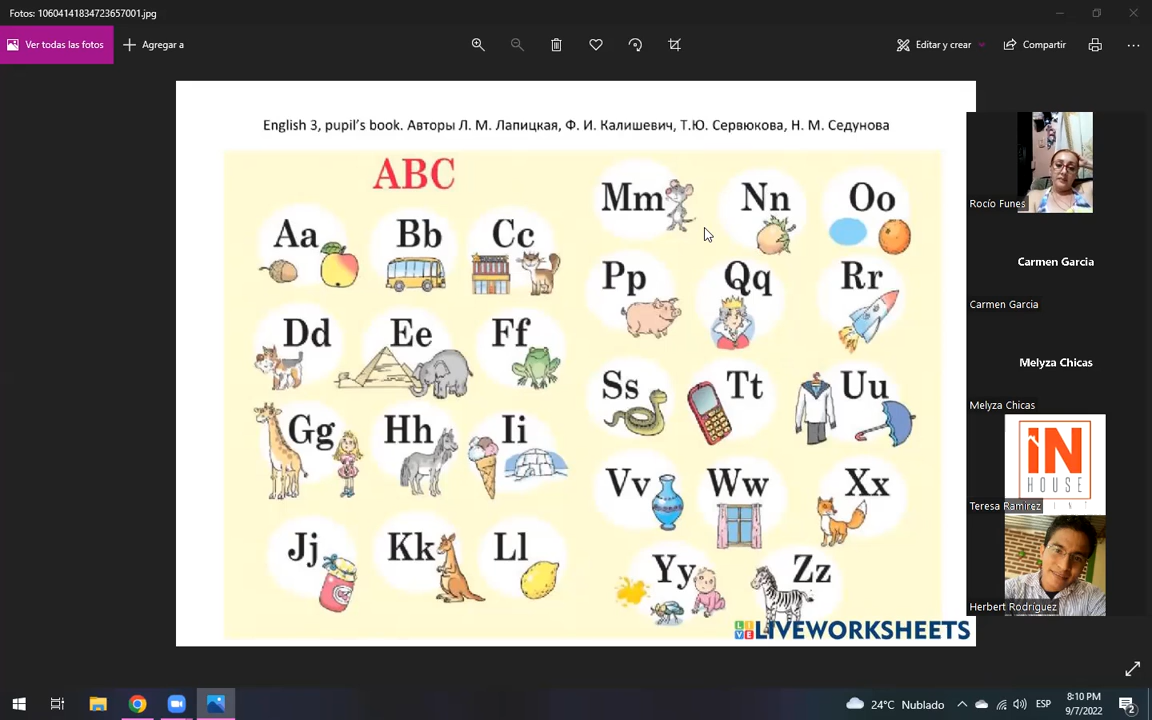 Fotos: 10604141834723657001.jpg
Ver todas las fotos
Agregar a
Editar y crear
Compartir
English 3, pupil's book. Авторы Л. М. Лапицкая, Ф. И. Калишевич, Т.Ю. Сервюкова, Н. М. Седунова
ABC
Aa Bb Cc
Dd Ee Ff
Gg Hh Ii
Jj Kk Ll
Mm Nn Oo
Pp Qq Rr
Ss Tt Uu
Vv Ww Xx
Yy Zz
LIVE LIVEWORKSHEETS
Rocío Funes
Carmen Garcia
Carmen Garcia
Melyza Chicas
Melyza Chicas
iN
HOUSE
Teresa Ramirez
Herbert Rodríguez
24°C Nublado
ESP
8:10 PM
9/7/2022
2